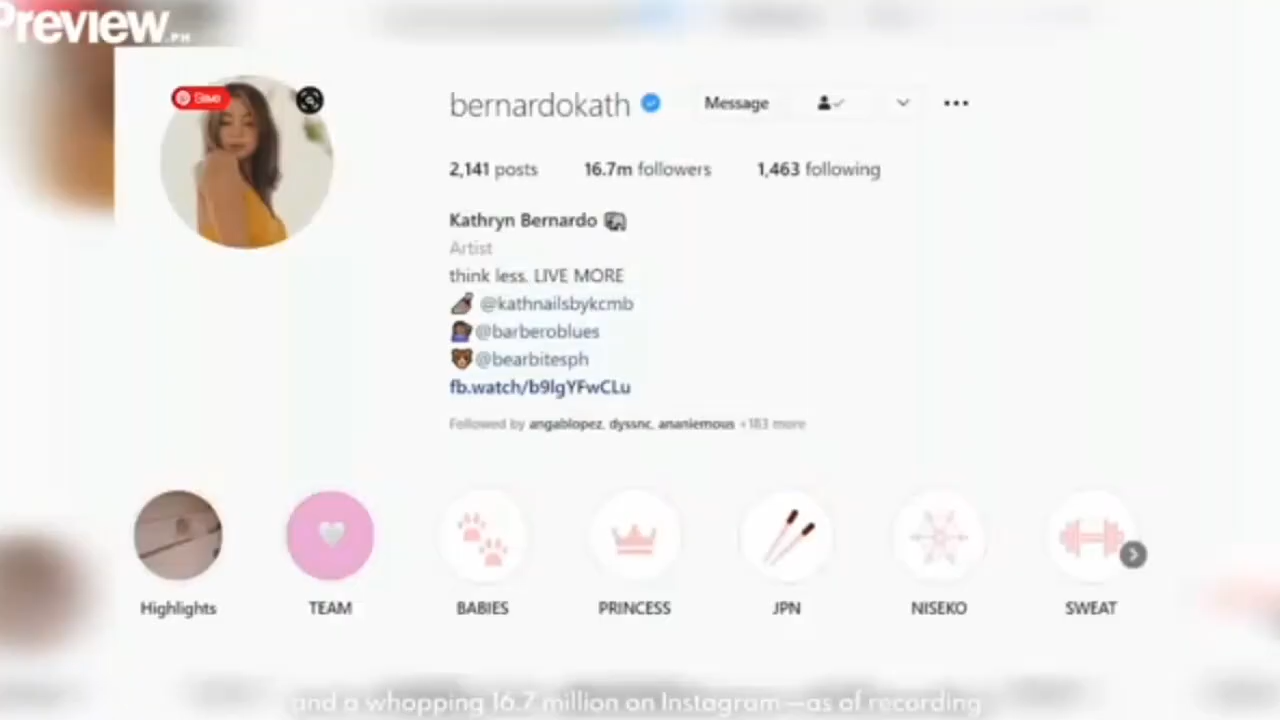 Preview.PH
Save
bernardokath
Message
2,141 posts 16.7m followers 1,463 following
Kathryn Bernardo
Artist
think less. LIVE MORE
@kathnailsbykcmb
@barberoblues
@bearbitesph
fb.watch/b9lgYFwCLu
Followed by angablopez, dyssnc, ananiemous +183 more
Highlights TEAM BABIES PRINCESS JPN NISEKO SWEAT
and a whopping 16.7 million on Instagram—as of recording